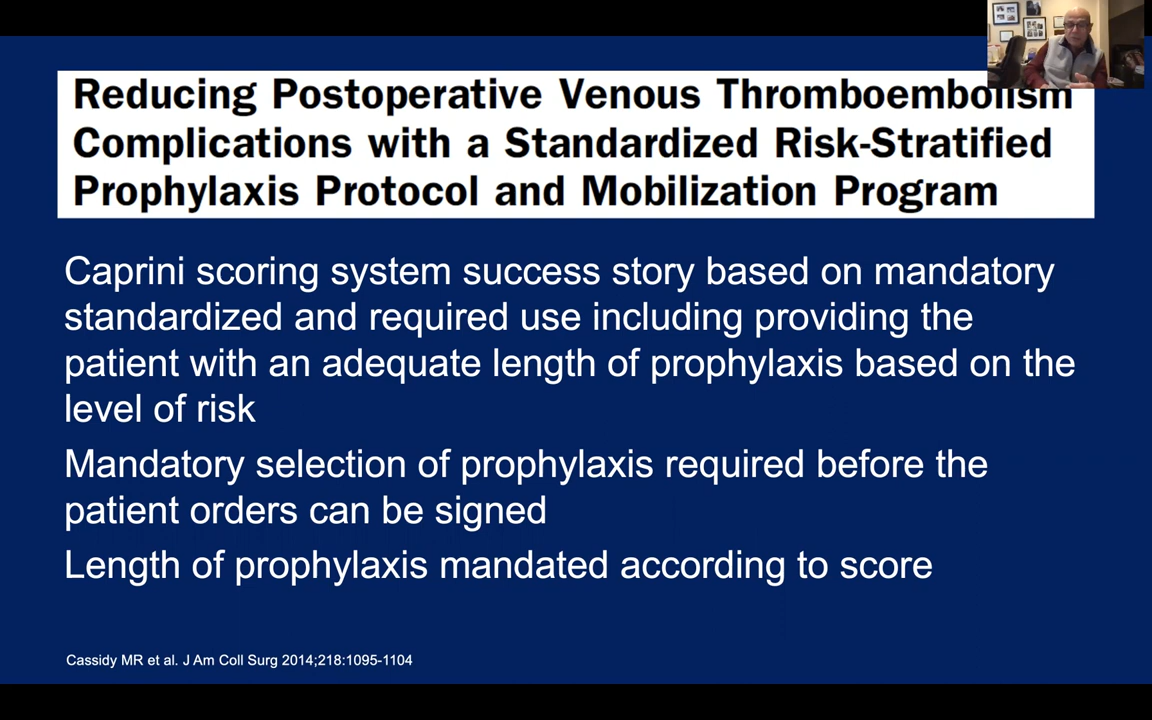 Reducing Postoperative Venous Thromboembolism
Complications with a Standardized Risk-Stratified
Prophylaxis Protocol and Mobilization Program
Caprini scoring system success story based on mandatory
standardized and required use including providing the
patient with an adequate length of prophylaxis based on the
level of risk
Mandatory selection of prophylaxis required before the
patient orders can be signed
Length of prophylaxis mandated according to score
Cassidy MR et al. J Am Coll Surg 2014;218:1095-1104